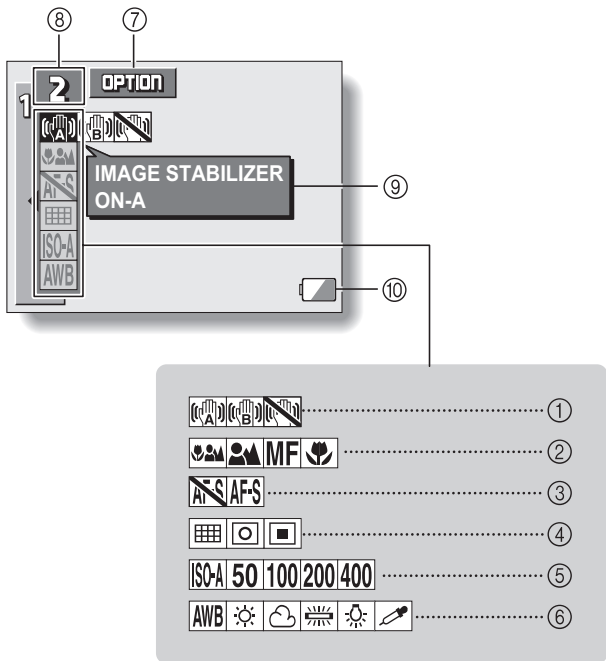 ⑧ ⑦
2 OPTION
1
A B
IMAGE STABILIZER
ON-A
⑨
AF-S
ISO-A
AWB
⑩
A B ①
MF ②
AF-S AF-S ③
④
ISO-A 50 100 200 400 ⑤
AWB ⑥